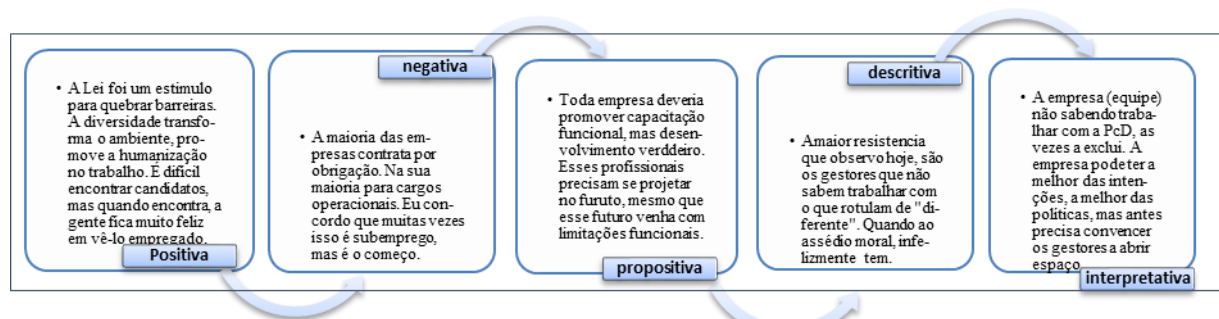 • A Lei foi um estimulo
para quebrar barreiras.
A diversidade transfor-
ma o ambiente, pro-
move a humanização
no trabalho. É difícil
encontrar candidatos,
mas quando encontra, a
gente fica muito feliz
em vê-lo empregado.
Positiva
negativa
• A maioria das em-
presas contrata por
obrigação. Na sua
maioria para cargos
operacionais. Eu con-
cordo que muitas vezes
isso é subemprego,
mas é o começo.
• Toda empresa deveria
promover capacitação
funcional, mas desen-
volvimento verddeiro.
Esses profissionais
precisam se projetar
no furuto, mesmo que
esse futuro venha com
limitações funcionais.
propositiva
descritiva
• Amaior resistencia
que observo hoje, são
os gestores que não
sabem trabalhar com
o que rotulam de "di-
ferente". Quando ao
assédio moral, infe-
lizmente tem.
• A empresa (equipe)
não sabendo traba-
lhar com a PcD, as
vezes a exclui. A
empresa pode ter a
melhor das inten-
ções, a melhor das
politicas, mas antes
precisa convencer
os gestores a abrir
espaço
interpretativa